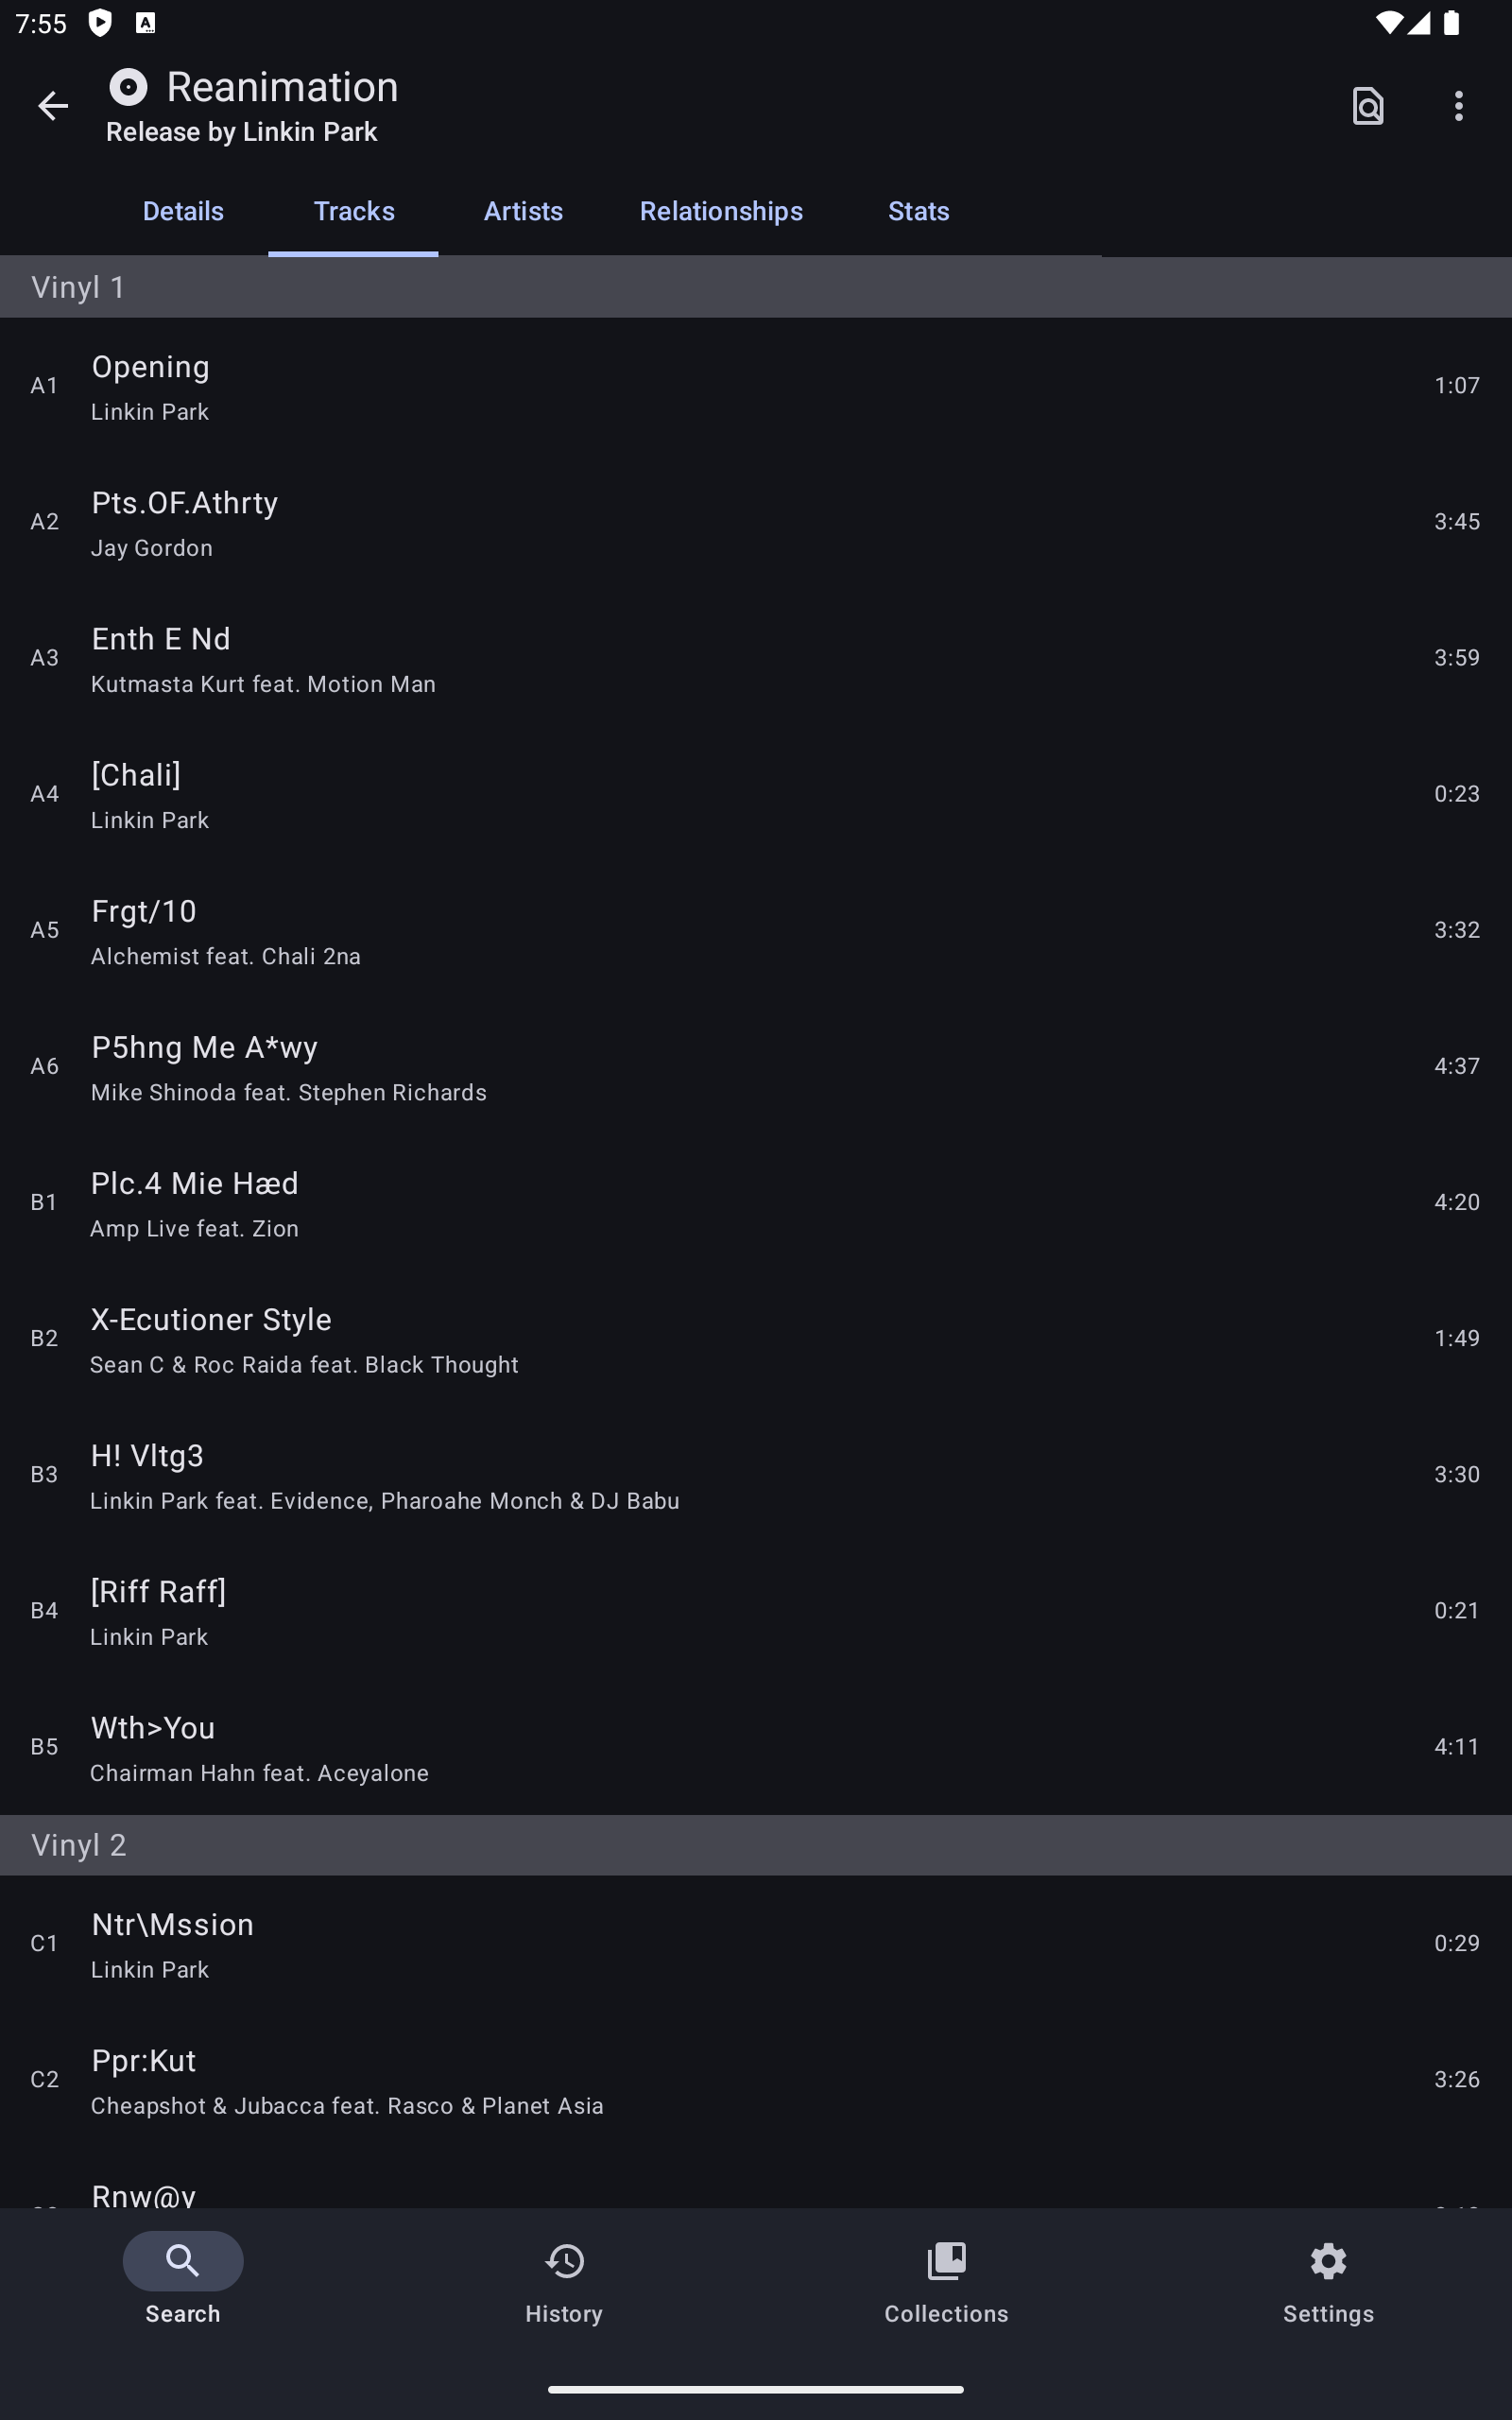 7:55
Reanimation
Release by Linkin Park
Details Tracks Artists Relationships Stats
Vinyl 1
A1 Opening 1:07
Linkin Park
A2 Pts.OF.Athrty 3:45
Jay Gordon
A3 Enth E Nd 3:59
Kutmasta Kurt feat. Motion Man
A4 [Chali] 0:23
Linkin Park
A5 Frgt/10 3:32
Alchemist feat. Chali 2na
A6 P5hng Me A*wy 4:37
Mike Shinoda feat. Stephen Richards
B1 Plc.4 Mie Hæd 4:20
Amp Live feat. Zion
B2 X-Ecutioner Style 1:49
Sean C & Roc Raida feat. Black Thought
B3 H! Vltg3 3:30
Linkin Park feat. Evidence, Pharoahe Monch & DJ Babu
B4 [Riff Raff] 0:21
Linkin Park
B5 Wth>You 4:11
Chairman Hahn feat. Aceyalone
Vinyl 2
C1 Ntr\Mssion 0:29
Linkin Park
C2 Ppr:Kut 3:26
Cheapshot & Jubacca feat. Rasco & Planet Asia
Rnw@y
Search History Collections Settings